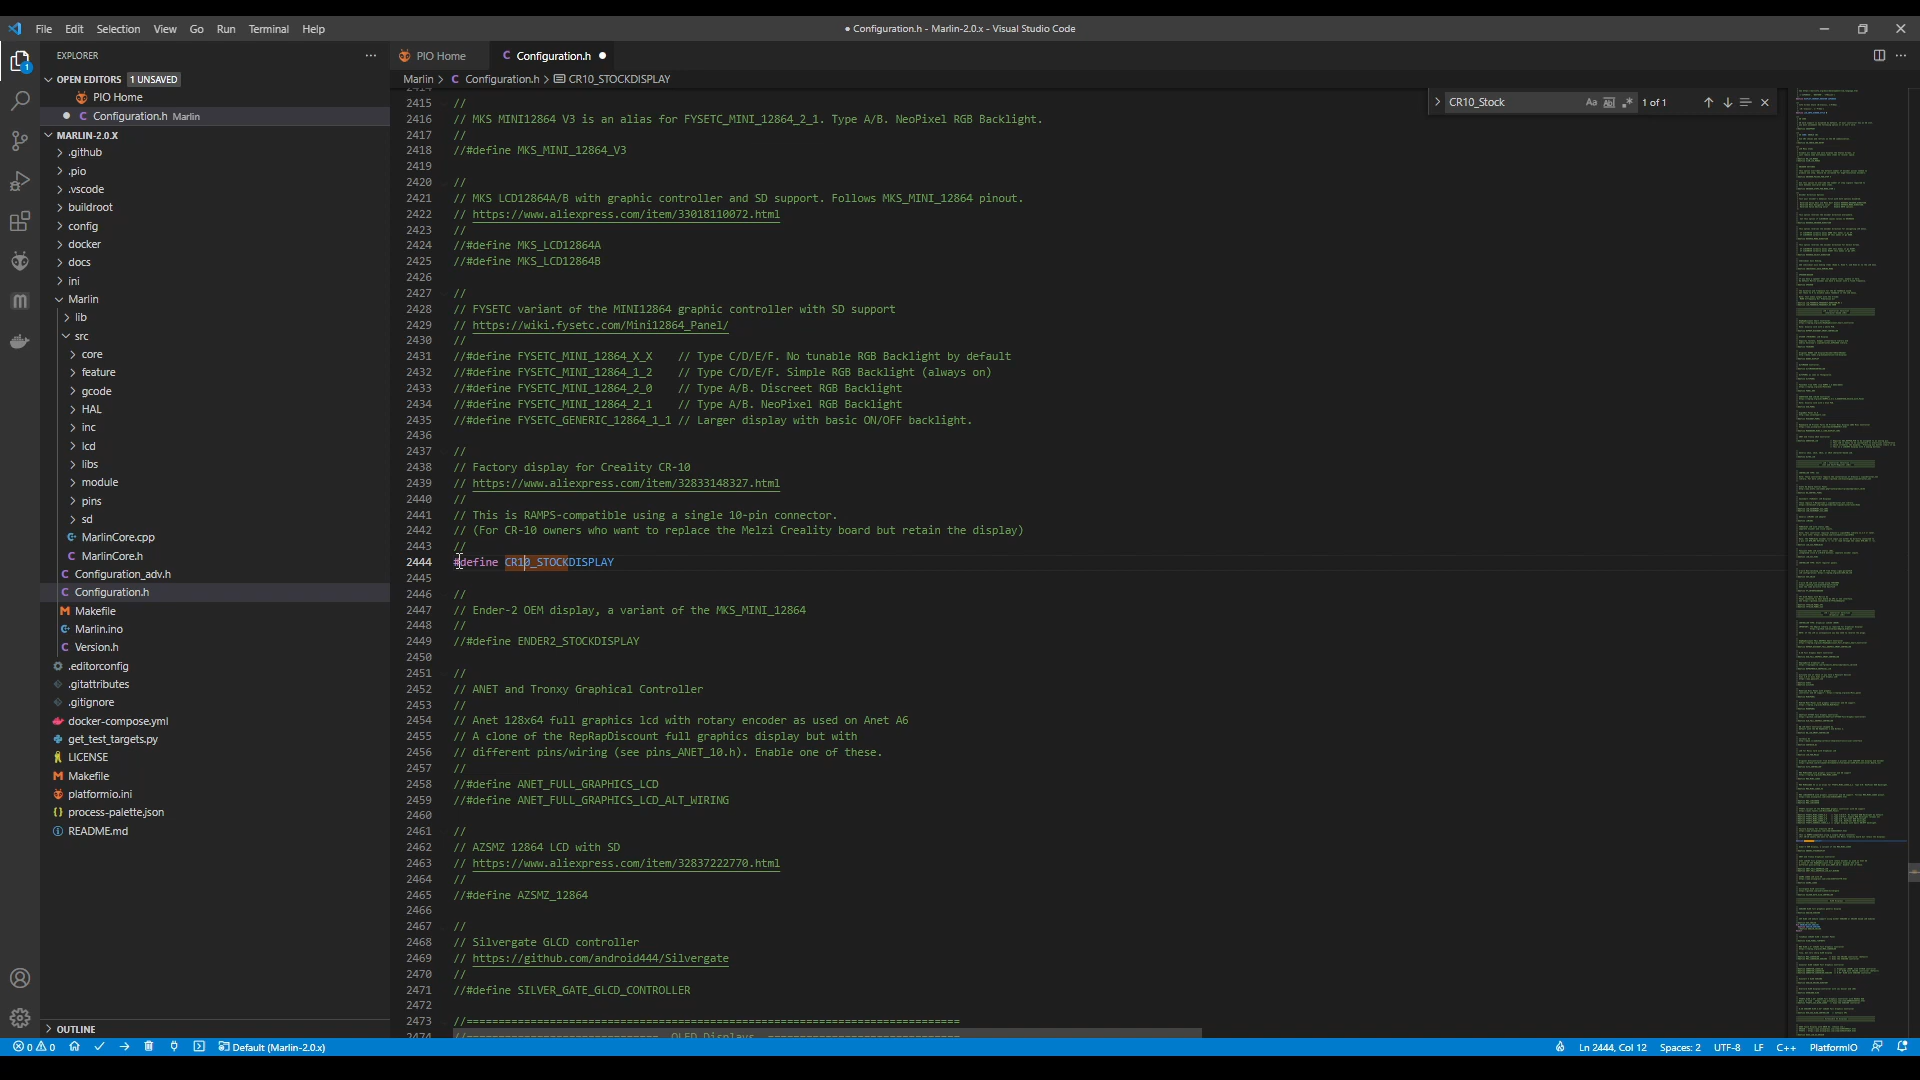 File Edit Selection View Go Run Terminal Help
● Configuration.h - Marlin-2.0.x - Visual Studio Code
EXPLORER
OPEN EDITORS 1 UNSAVED
PIO Home
Configuration.h Marlin
MARLIN-2.0.X
.github
.pio
.vscode
buildroot
config
docker
docs
ini
Marlin
lib
src
core
feature
gcode
HAL
inc
lcd
libs
module
pins
sd
MarlinCore.cpp
MarlinCore.h
Configuration_adv.h
Configuration.h
Makefile
Marlin.ino
Version.h
.editorconfig
.gitattributes
.gitignore
docker-compose.yml
get_test_targets.py
LICENSE
Makefile
platformio.ini
process-palette.json
README.md
OUTLINE
PIO Home
C Configuration.h ●
Marlin > C Configuration.h > CR10_STOCKDISPLAY
CR10_Stock Aa Abl .* 1 of 1
2415 //
2416 // MKS MINI12864 V3 is an alias for FYSETC_MINI_12864_2_1. Type A/B. NeoPixel RGB Backlight.
2417 //
2418 //#define MKS_MINI_12864_V3
2419
2420 //
2421 // MKS LCD12864A/B with graphic controller and SD support. Follows MKS_MINI_12864 pinout.
2422 // https://www.aliexpress.com/item/33018110072.html
2423 //
2424 //#define MKS_LCD12864A
2425 //#define MKS_LCD12864B
2426
2427 //
2428 // FYSETC variant of the MINI12864 graphic controller with SD support
2429 // https://wiki.fysetc.com/Mini12864_Panel/
2430 //
2431 //#define FYSETC_MINI_12864_X_X // Type C/D/E/F. No tunable RGB Backlight by default
2432 //#define FYSETC_MINI_12864_1_2 // Type C/D/E/F. Simple RGB Backlight (always on)
2433 //#define FYSETC_MINI_12864_2_0 // Type A/B. Discreet RGB Backlight
2434 //#define FYSETC_MINI_12864_2_1 // Type A/B. NeoPixel RGB Backlight
2435 //#define FYSETC_GENERIC_12864_1_1 // Larger display with basic ON/OFF backlight.
2436
2437 //
2438 // Factory display for Creality CR-10
2439 // https://www.aliexpress.com/item/32833148327.html
2440 //
2441 // This is RAMPS-compatible using a single 10-pin connector.
2442 // (For CR-10 owners who want to replace the Melzi Creality board but retain the display)
2443 //
2444 #define CR10_STOCKDISPLAY
2445
2446 //
2447 // Ender-2 OEM display, a variant of the MKS_MINI_12864
2448 //
2449 //#define ENDER2_STOCKDISPLAY
2450
2451 //
2452 // ANET and Tronxy Graphical Controller
2453 //
2454 // Anet 128x64 full graphics lcd with rotary encoder as used on Anet A6
2455 // A clone of the RepRapDiscount full graphics display but with
2456 // different pins/wiring (see pins_ANET_10.h). Enable one of these.
2457 //
2458 //#define ANET_FULL_GRAPHICS_LCD
2459 //#define ANET_FULL_GRAPHICS_LCD_ALT_WIRING
2460
2461 //
2462 // AZSMZ 12864 LCD with SD
2463 // https://www.aliexpress.com/item/32837222770.html
2464 //
2465 //#define AZSMZ_12864
2466
2467 //
2468 // Silvergate GLCD controller
2469 // https://github.com/android444/Silvergate
2470 //
2471 //#define SILVER_GATE_GLCD_CONTROLLER
2472
2473 //=============================================================================
2474 //============================== OLED Displays ==============================
0 0 Default (Marlin-2.0.x)
Ln 2444, Col 12 Spaces: 2 UTF-8 LF C++ PlatformIO